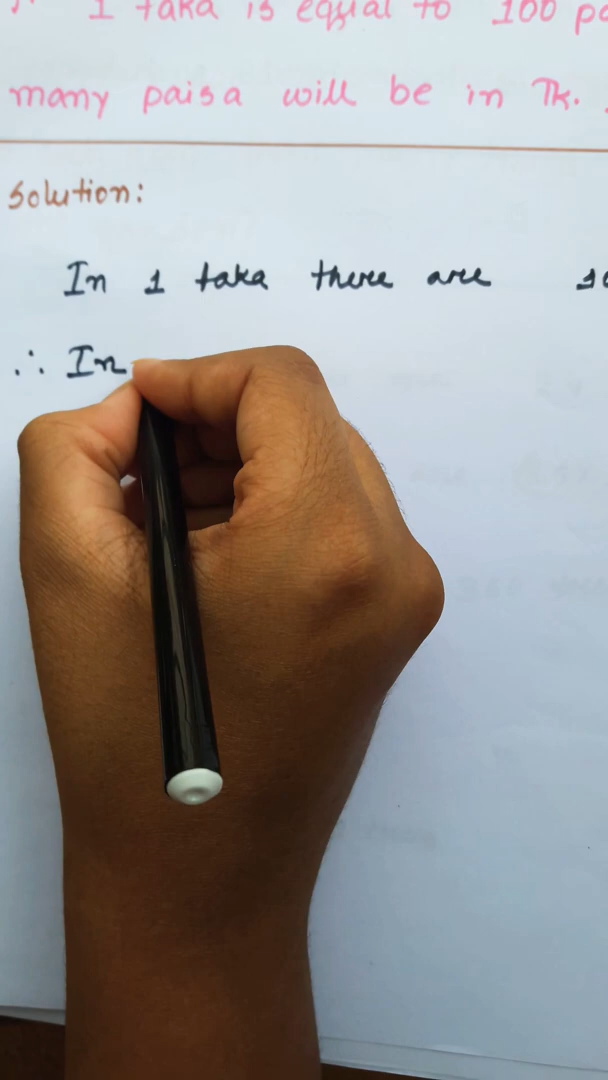 1 taka is equal to 100
many paisa will be in Tk.
Solution:
In 1 taka there are
∴ In